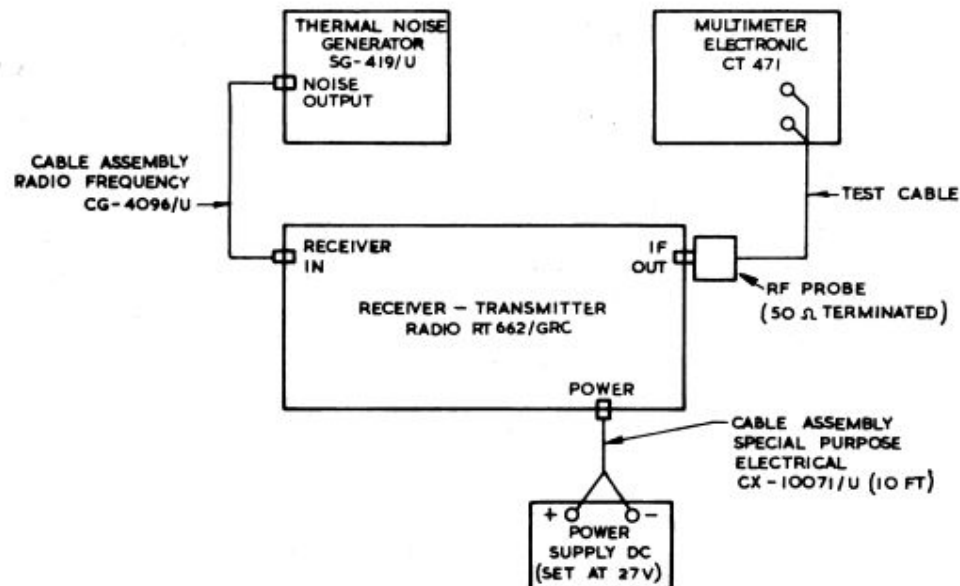 THERMAL NOISE
GENERATOR
SG-419/U
NOISE
OUTPUT
MULTIMETER
ELECTRONIC
CT 471
CABLE ASSEMBLY
RADIO FREQUENCY
CG-4096/U
TEST CABLE
RECEIVER
IN
IF
OUT
RF PROBE
(50 Ω TERMINATED)
RECEIVER - TRANSMITTER
RADIO RT 662/GRC
POWER
CABLE ASSEMBLY
SPECIAL PURPOSE
ELECTRICAL
CX-10071/U (10 FT)
+ -
POWER
SUPPLY DC
(SET AT 27V)